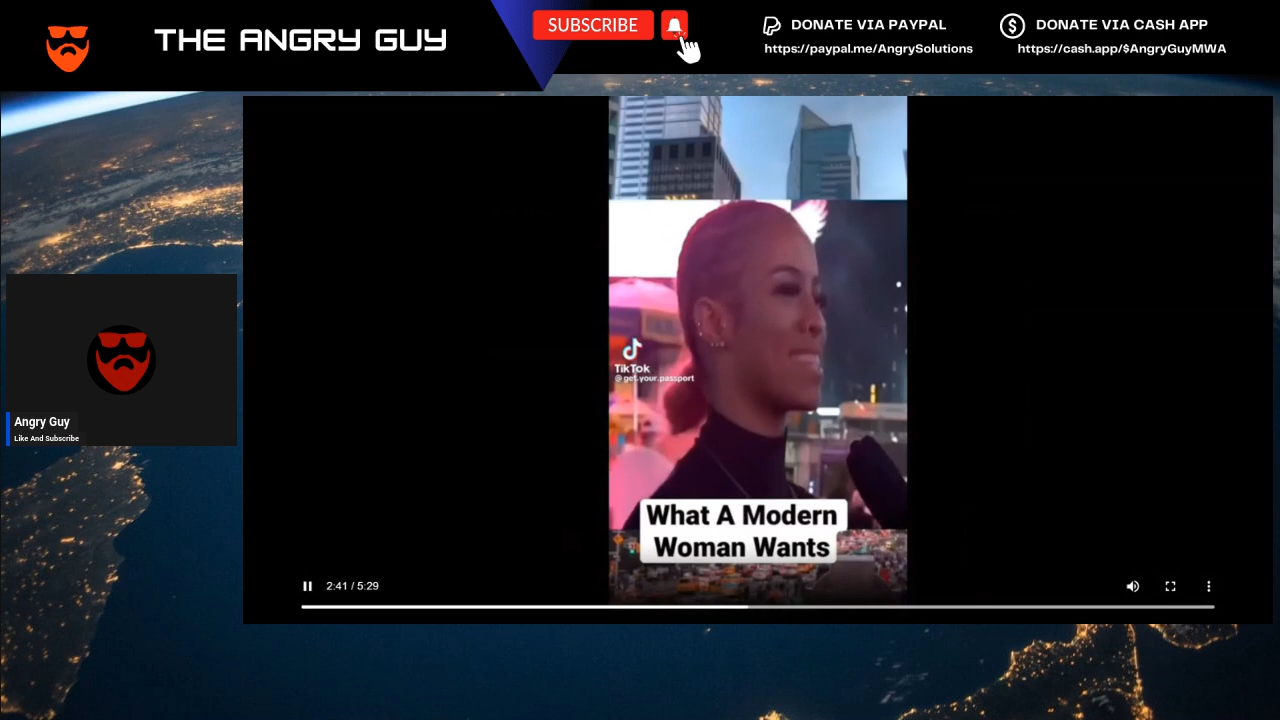 THE ANGRY GUY
SUBSCRIBE
DONATE VIA PAYPAL
https://paypal.me/AngrySolutions
DONATE VIA CASH APP
https://cash.app/$AngryGuyMWA
TikTok
@get.your.passport
Angry Guy
Like And Subscribe
What A Modern
Woman Wants
2:41 / 5:29